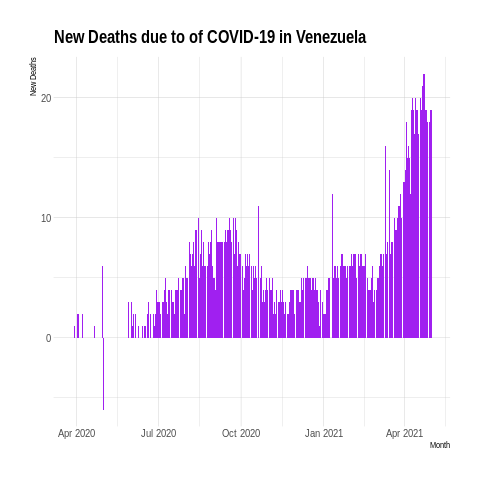 New Deaths due to of COVID-19 in Venezuela
New Deaths
20
10
0
Apr 2020 Jul 2020 Oct 2020 Jan 2021 Apr 2021
Month